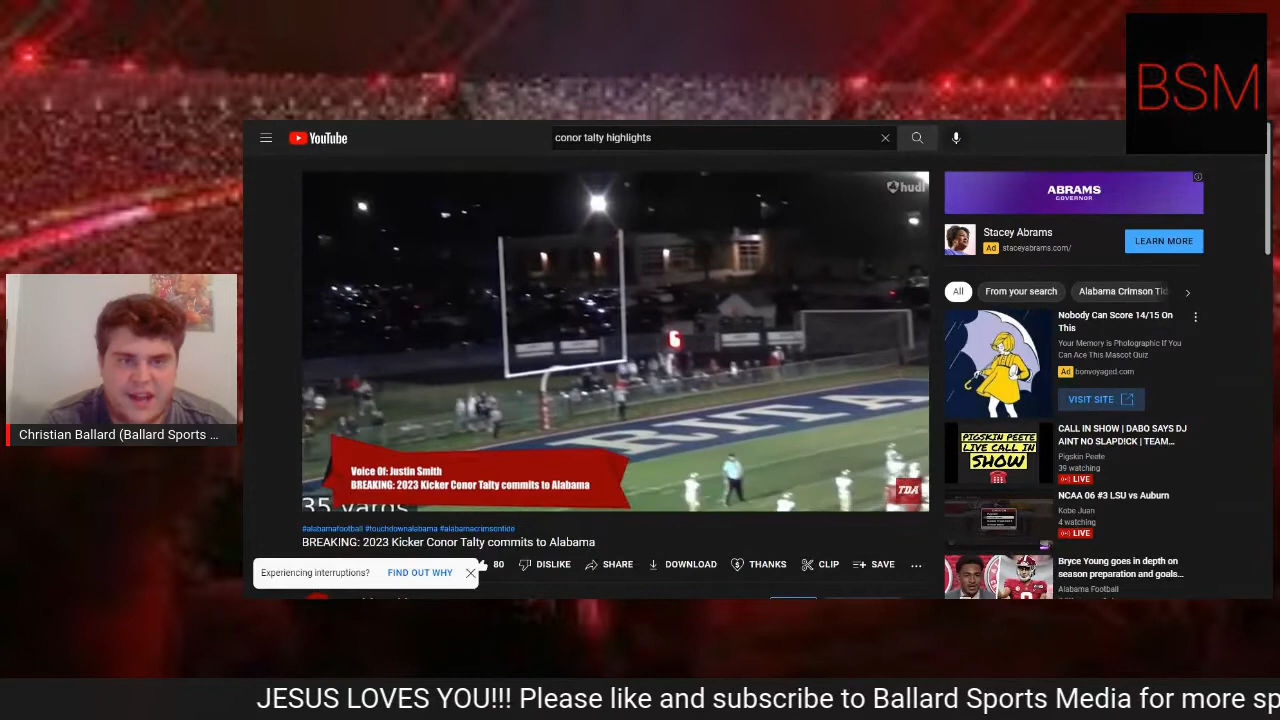 BSM
YouTube
conor talty highlights
hudl
RITA
35 yards
Voice Of: Justin Smith
BREAKING: 2023 Kicker Conor Talty commits to Alabama
TDA
#alabamafootball #touchdownalabama #alabamacrimsontide
BREAKING: 2023 Kicker Conor Talty commits to Alabama
80 DISLIKE SHARE DOWNLOAD THANKS CLIP SAVE
Experiencing interruptions? FIND OUT WHY
ABRAMS
GOVERNOR
Stacey Abrams
Ad staceyabrams.com/
LEARN MORE
All From your search Alabama Crimson Tid
Nobody Can Score 14/15 On
This
Your Memory is Photographic If You
Can Ace This Mascot Quiz
Ad bonvoyaged.com
VISIT SITE
PIGSKIN PEETE
LIVE CALL IN
SHOW
CALL IN SHOW | DABO SAYS DJ
AINT NO SLAPDICK | TEAM...
Pigskin Peete
39 watching
LIVE
NCAA 06 #3 LSU vs Auburn
Kobe Juan
4 watching
LIVE
Bryce Young goes in depth on
season preparation and goals...
Alabama Football
Christian Ballard (Ballard Sports ...
JESUS LOVES YOU!!! Please like and subscribe to Ballard Sports Media for more sp